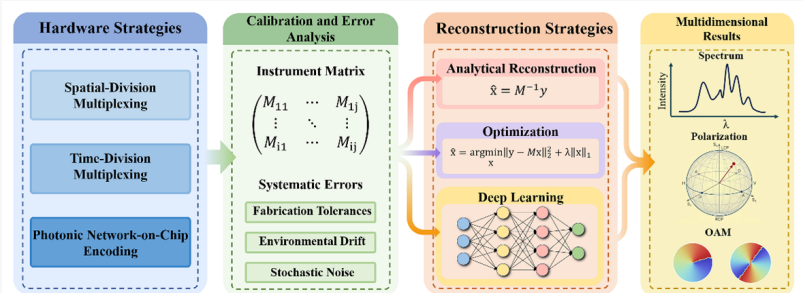 Hardware Strategies
Spatial-Division
Multiplexing
Time-Division
Multiplexing
Photonic Network-on-Chip
Encoding
Calibration and Error
Analysis
Instrument Matrix
M₁₁ ⋯ M₁ⱼ
⋮ ⋱ ⋮
Mᵢ₁ ⋯ Mᵢⱼ
Systematic Errors
Fabrication Tolerances
Environmental Drift
Stochastic Noise
Reconstruction Strategies
Analytical Reconstruction
x̂ = M⁻¹y
Optimization
x̂ = argmin‖y − Mx‖₂² + λ‖x‖₁
x
Deep Learning
Multidimensional
Results
Spectrum
Intensity
λ
Polarization
OAM